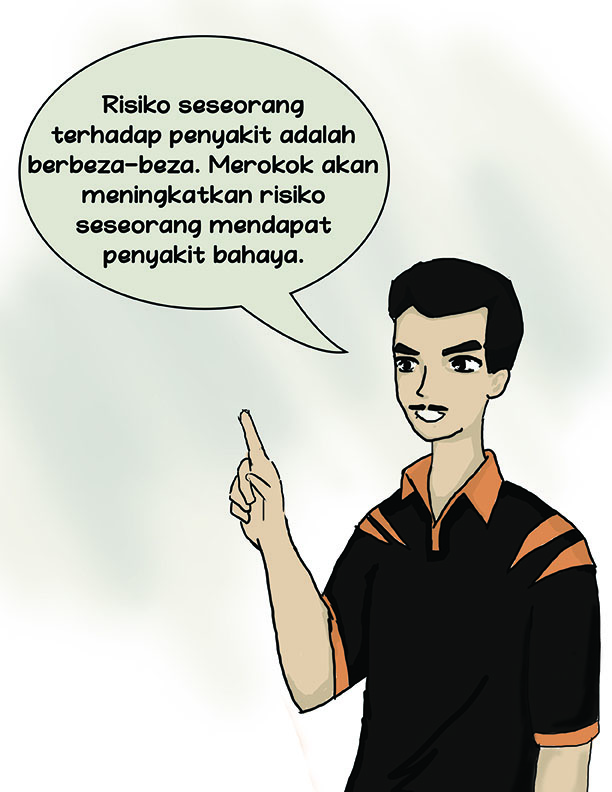 Risiko seseorang
terhadap penyakit adalah
berbeza-beza. Merokok akan
meningkatkan risiko
seseorang mendapat
penyakit bahaya.